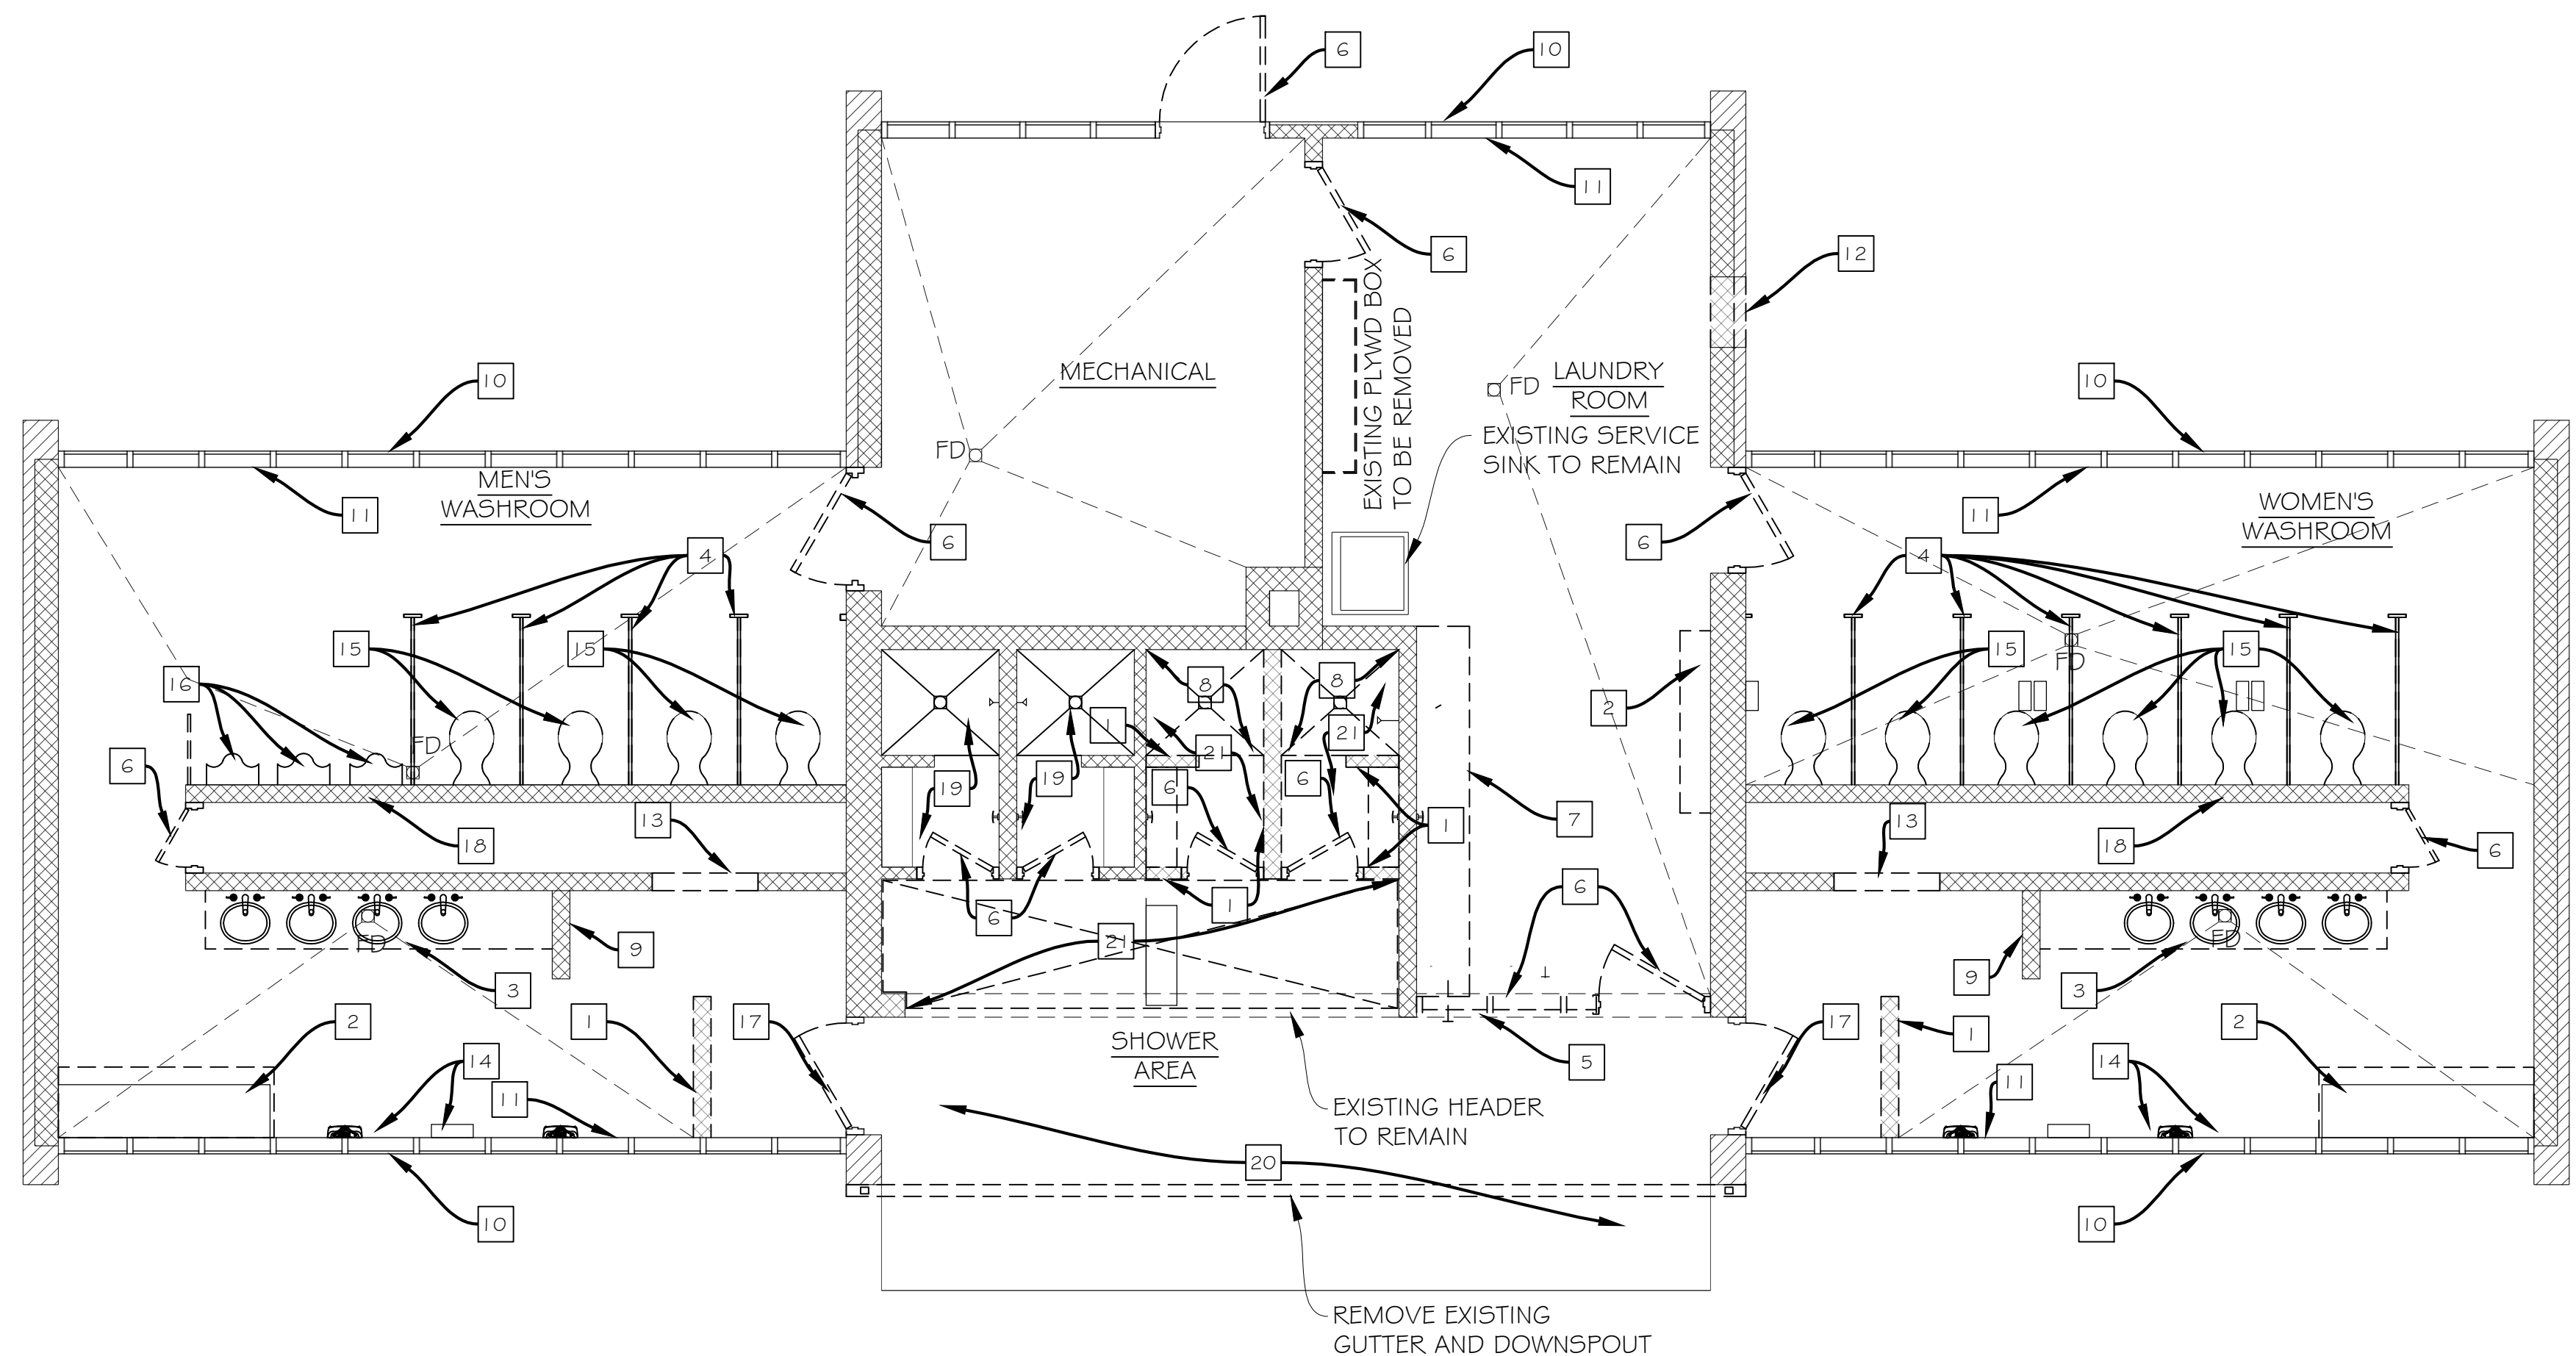 6
10
11
6
12
10
10
MECHANICAL
EXISTING PLYWD BOX
TO BE REMOVED
LAUNDRY
ROOM
FD
EXISTING SERVICE
SINK TO REMAIN
FD
MEN'S
WASHROOM
11
6
6
11
WOMEN'S
WASHROOM
4
4
15
15
16
FD
6
8
8
1
21
21
2
15
15
FD
19
19
6
6
1
7
13
18
13
18
6
6
1
6
21
9
FD
3
9
FD
3
2
1
17
14
11
SHOWER
AREA
5
17
1
2
14
11
EXISTING HEADER
TO REMAIN
20
10
10
REMOVE EXISTING
GUTTER AND DOWNSPOUT